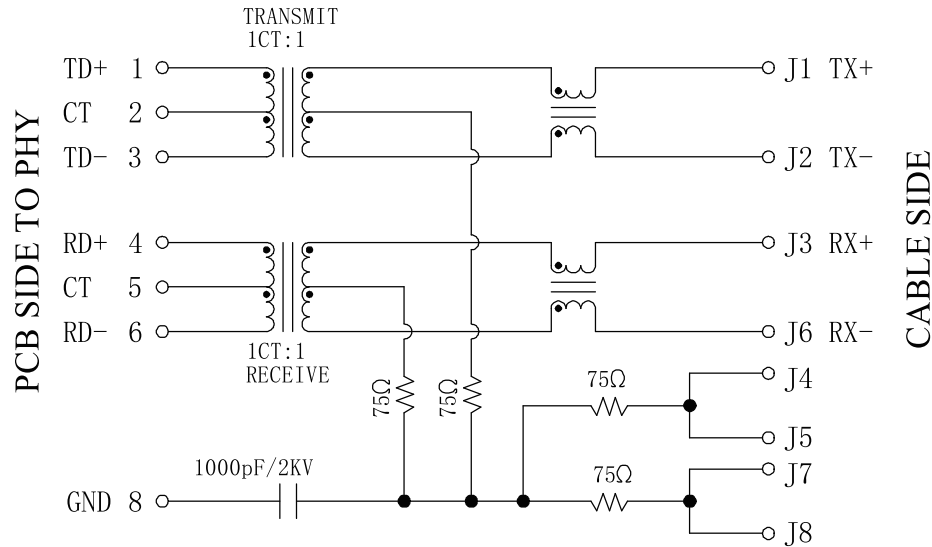 TRANSMIT
1CT:1
TD+ 1
J1 TX+
CT 2
TD- 3
J2 TX-
PCB SIDE TO PHY
CABLE SIDE
RD+ 4
J3 RX+
CT 5
RD- 6
J6 RX-
1CT:1
RECEIVE
75Ω
75Ω
75Ω
J4
J5
1000pF/2KV
75Ω
J7
GND 8
J8